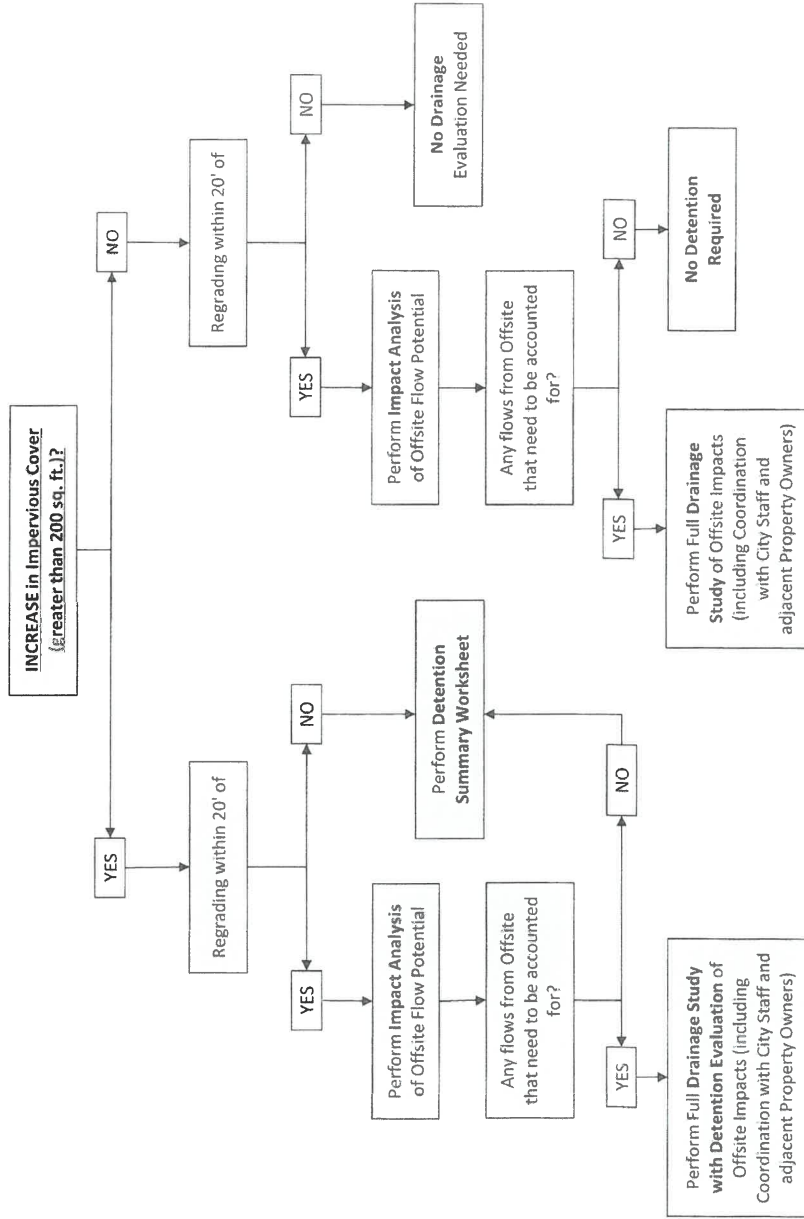 INCREASE in Impervious Cover
(greater than 200 sq. ft.)?
YES
NO
Regrading within 20' of
Regrading within 20' of
YES
NO
YES
NO
Perform Impact Analysis
of Offsite Flow Potential
Perform Detention
Summary Worksheet
Perform Impact Analysis
of Offsite Flow Potential
No Drainage
Evaluation Needed
Any flows from Offsite
that need to be accounted
for?
Any flows from Offsite
that need to be accounted
for?
YES
NO
YES
NO
Perform Full Drainage Study
with Detention Evaluation of
Offsite Impacts (including
Coordination with City Staff and
adjacent Property Owners)
Perform Full Drainage
Study of Offsite Impacts
(including Coordination
with City Staff and
adjacent Property Owners)
No Detention
Required